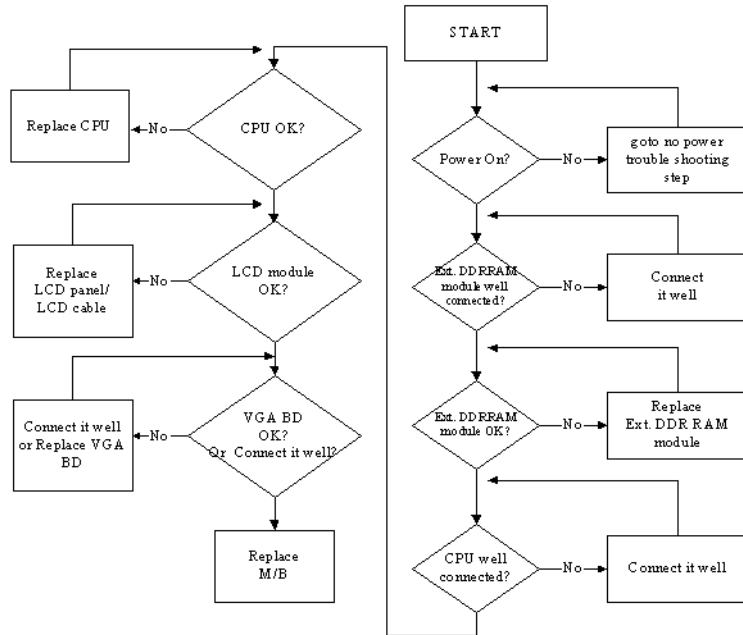 START
Power On?
No
goto no power
trouble shooting
step
Ext. DDRRAM
module well
connected?
No
Connect
it well
Ext. DDRRAM
module OK?
No
Replace
Ext. DDR RAM
module
CPU well
connected?
No
Connect it well
CPU OK?
No
Replace CPU
LCD module
OK?
No
Replace
LCD panel/
LCD cable
VGA BD
OK?
Or Connect it well?
No
Connect it well
or Replace VGA
BD
Replace
M/B